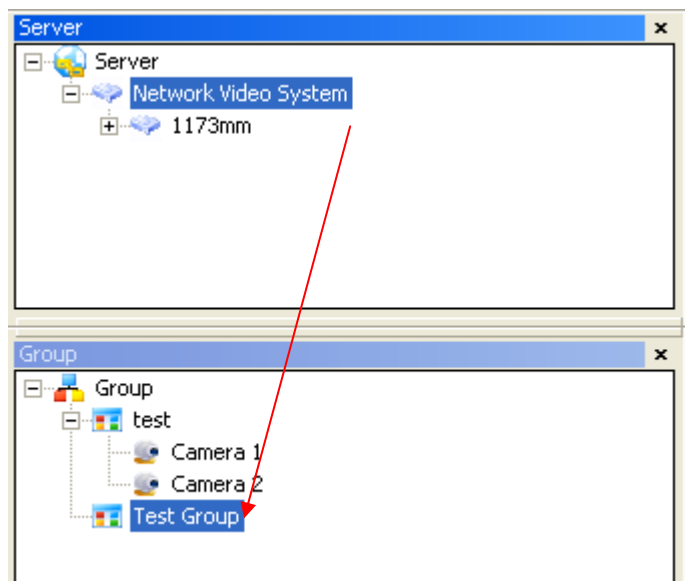 Server
Server
Network Video System
1173mm
Group
Group
test
Camera 1
Camera 2
Test Group